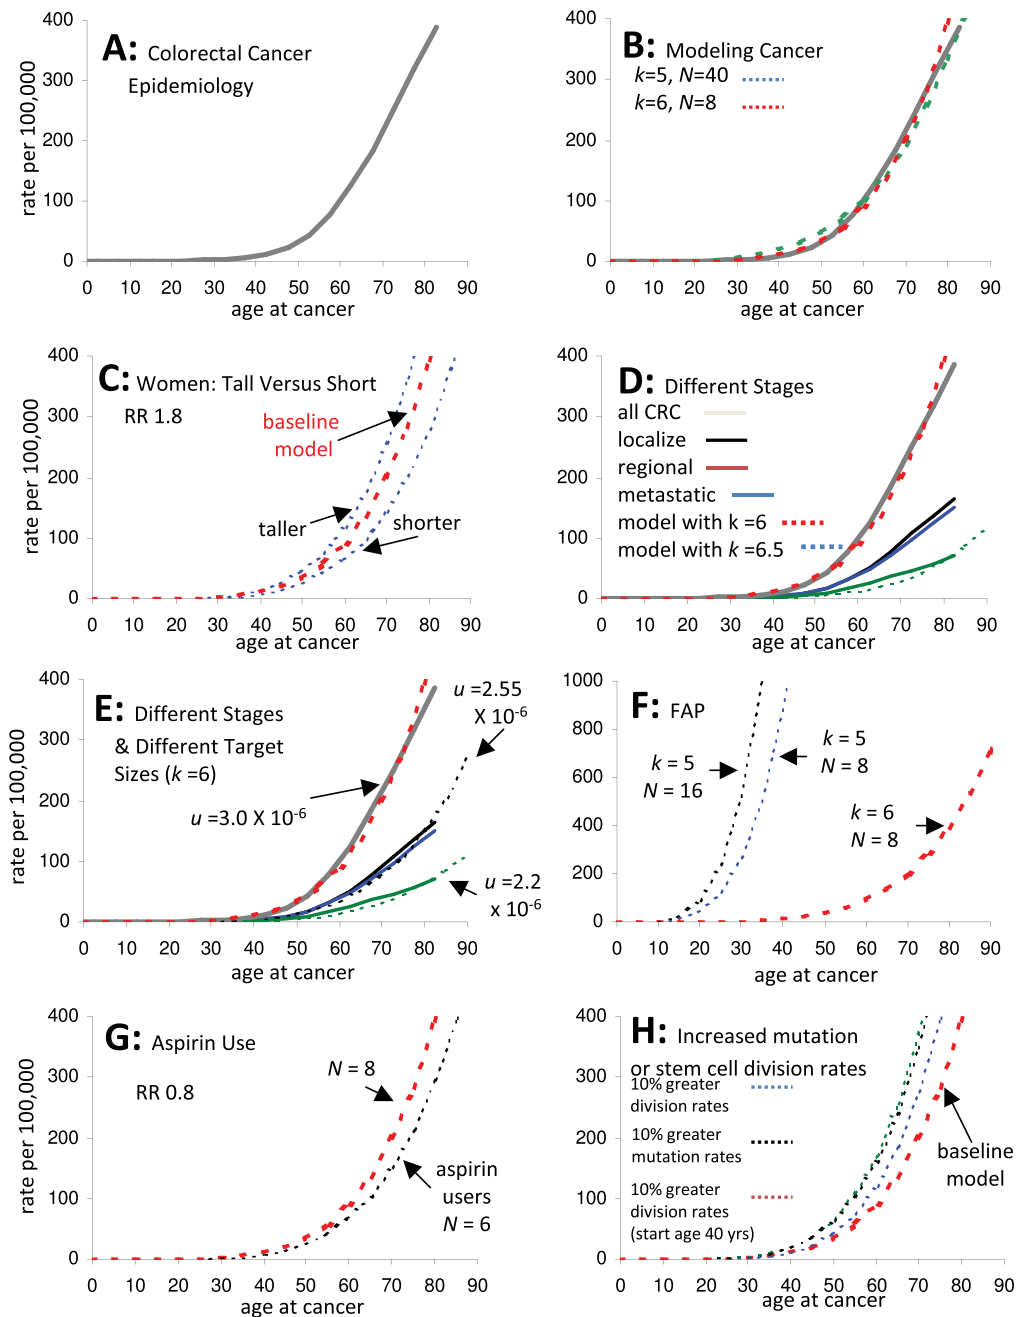 A: Colorectal Cancer
Epidemiology
rate per 100,000
400
300
200
100
0
0 10 20 30 40 50 60 70 80 90
age at cancer
B: Modeling Cancer
k=5, N=40
k=6, N=8
400
300
200
100
0
0 10 20 30 40 50 60 70 80 90
age at cancer
C: Women: Tall Versus Short
RR 1.8
baseline
model
taller
shorter
rate per 100,000
400
300
200
100
0
0 10 20 30 40 50 60 70 80 90
age at cancer
D: Different Stages
all CRC
localize
regional
metastatic
model with k =6
model with k =6.5
400
300
200
100
0
0 10 20 30 40 50 60 70 80 90
age at cancer
E: Different Stages
& Different Target
Sizes (k =6)
u =2.55
X 10-6
u =3.0 X 10-6
u =2.2
x 10-6
rate per 100,000
400
300
200
100
0
0 10 20 30 40 50 60 70 80 90
age at cancer
F: FAP
k = 5
N = 16
k = 5
N = 8
k = 6
N = 8
1000
800
600
400
200
0
0 10 20 30 40 50 60 70 80 90
age at cancer
G: Aspirin Use
RR 0.8
N = 8
aspirin
users
N = 6
rate per 100,000
400
300
200
100
0
0 10 20 30 40 50 60 70 80 90
age at cancer
H: Increased mutation
or stem cell division rates
10% greater
division rates
10% greater
mutation rates
10% greater
division rates
(start age 40 yrs)
baseline
model
400
300
200
100
0
0 10 20 30 40 50 60 70 80 90
age at cancer